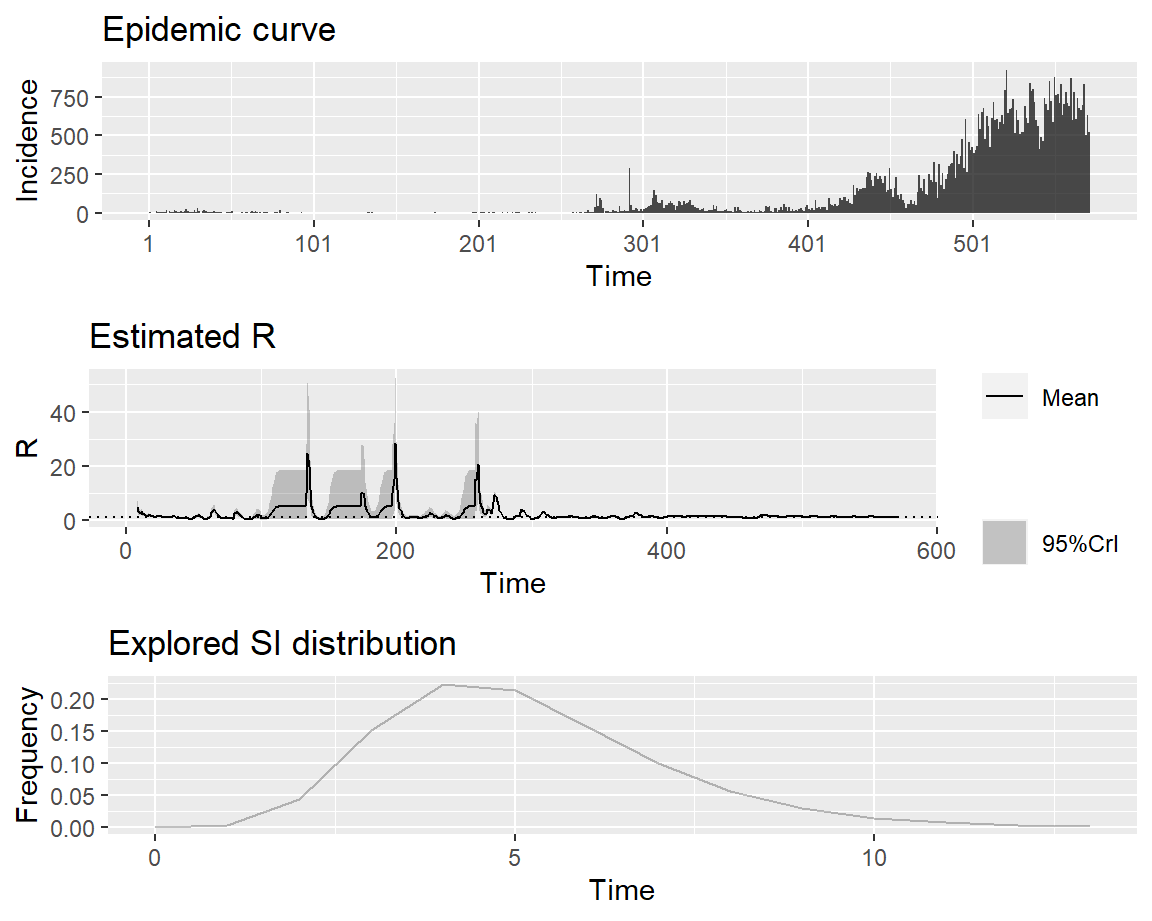 Epidemic curve
Incidence
750
500
250
0
1 101 201 301 401 501
Time
Estimated R
R
40
20
0
0 200 400 600
Time
Mean
95%CrI
Explored SI distribution
Frequency
0.20
0.15
0.10
0.05
0.00
0 5 10
Time